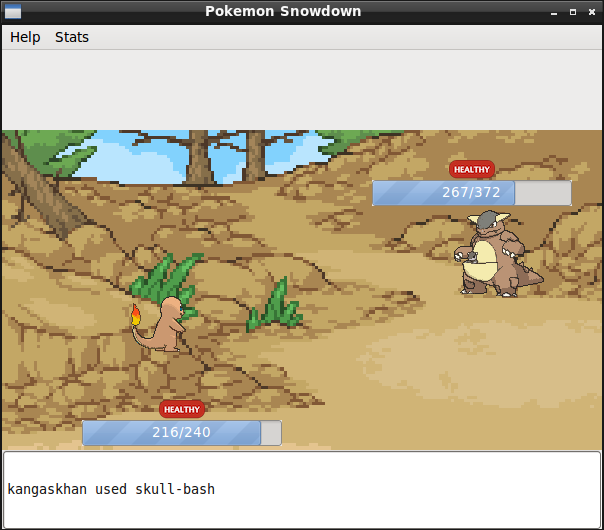 Pokemon Snowdown
Help Stats
HEALTHY
267/372
HEALTHY
216/240
kangaskhan used skull-bash